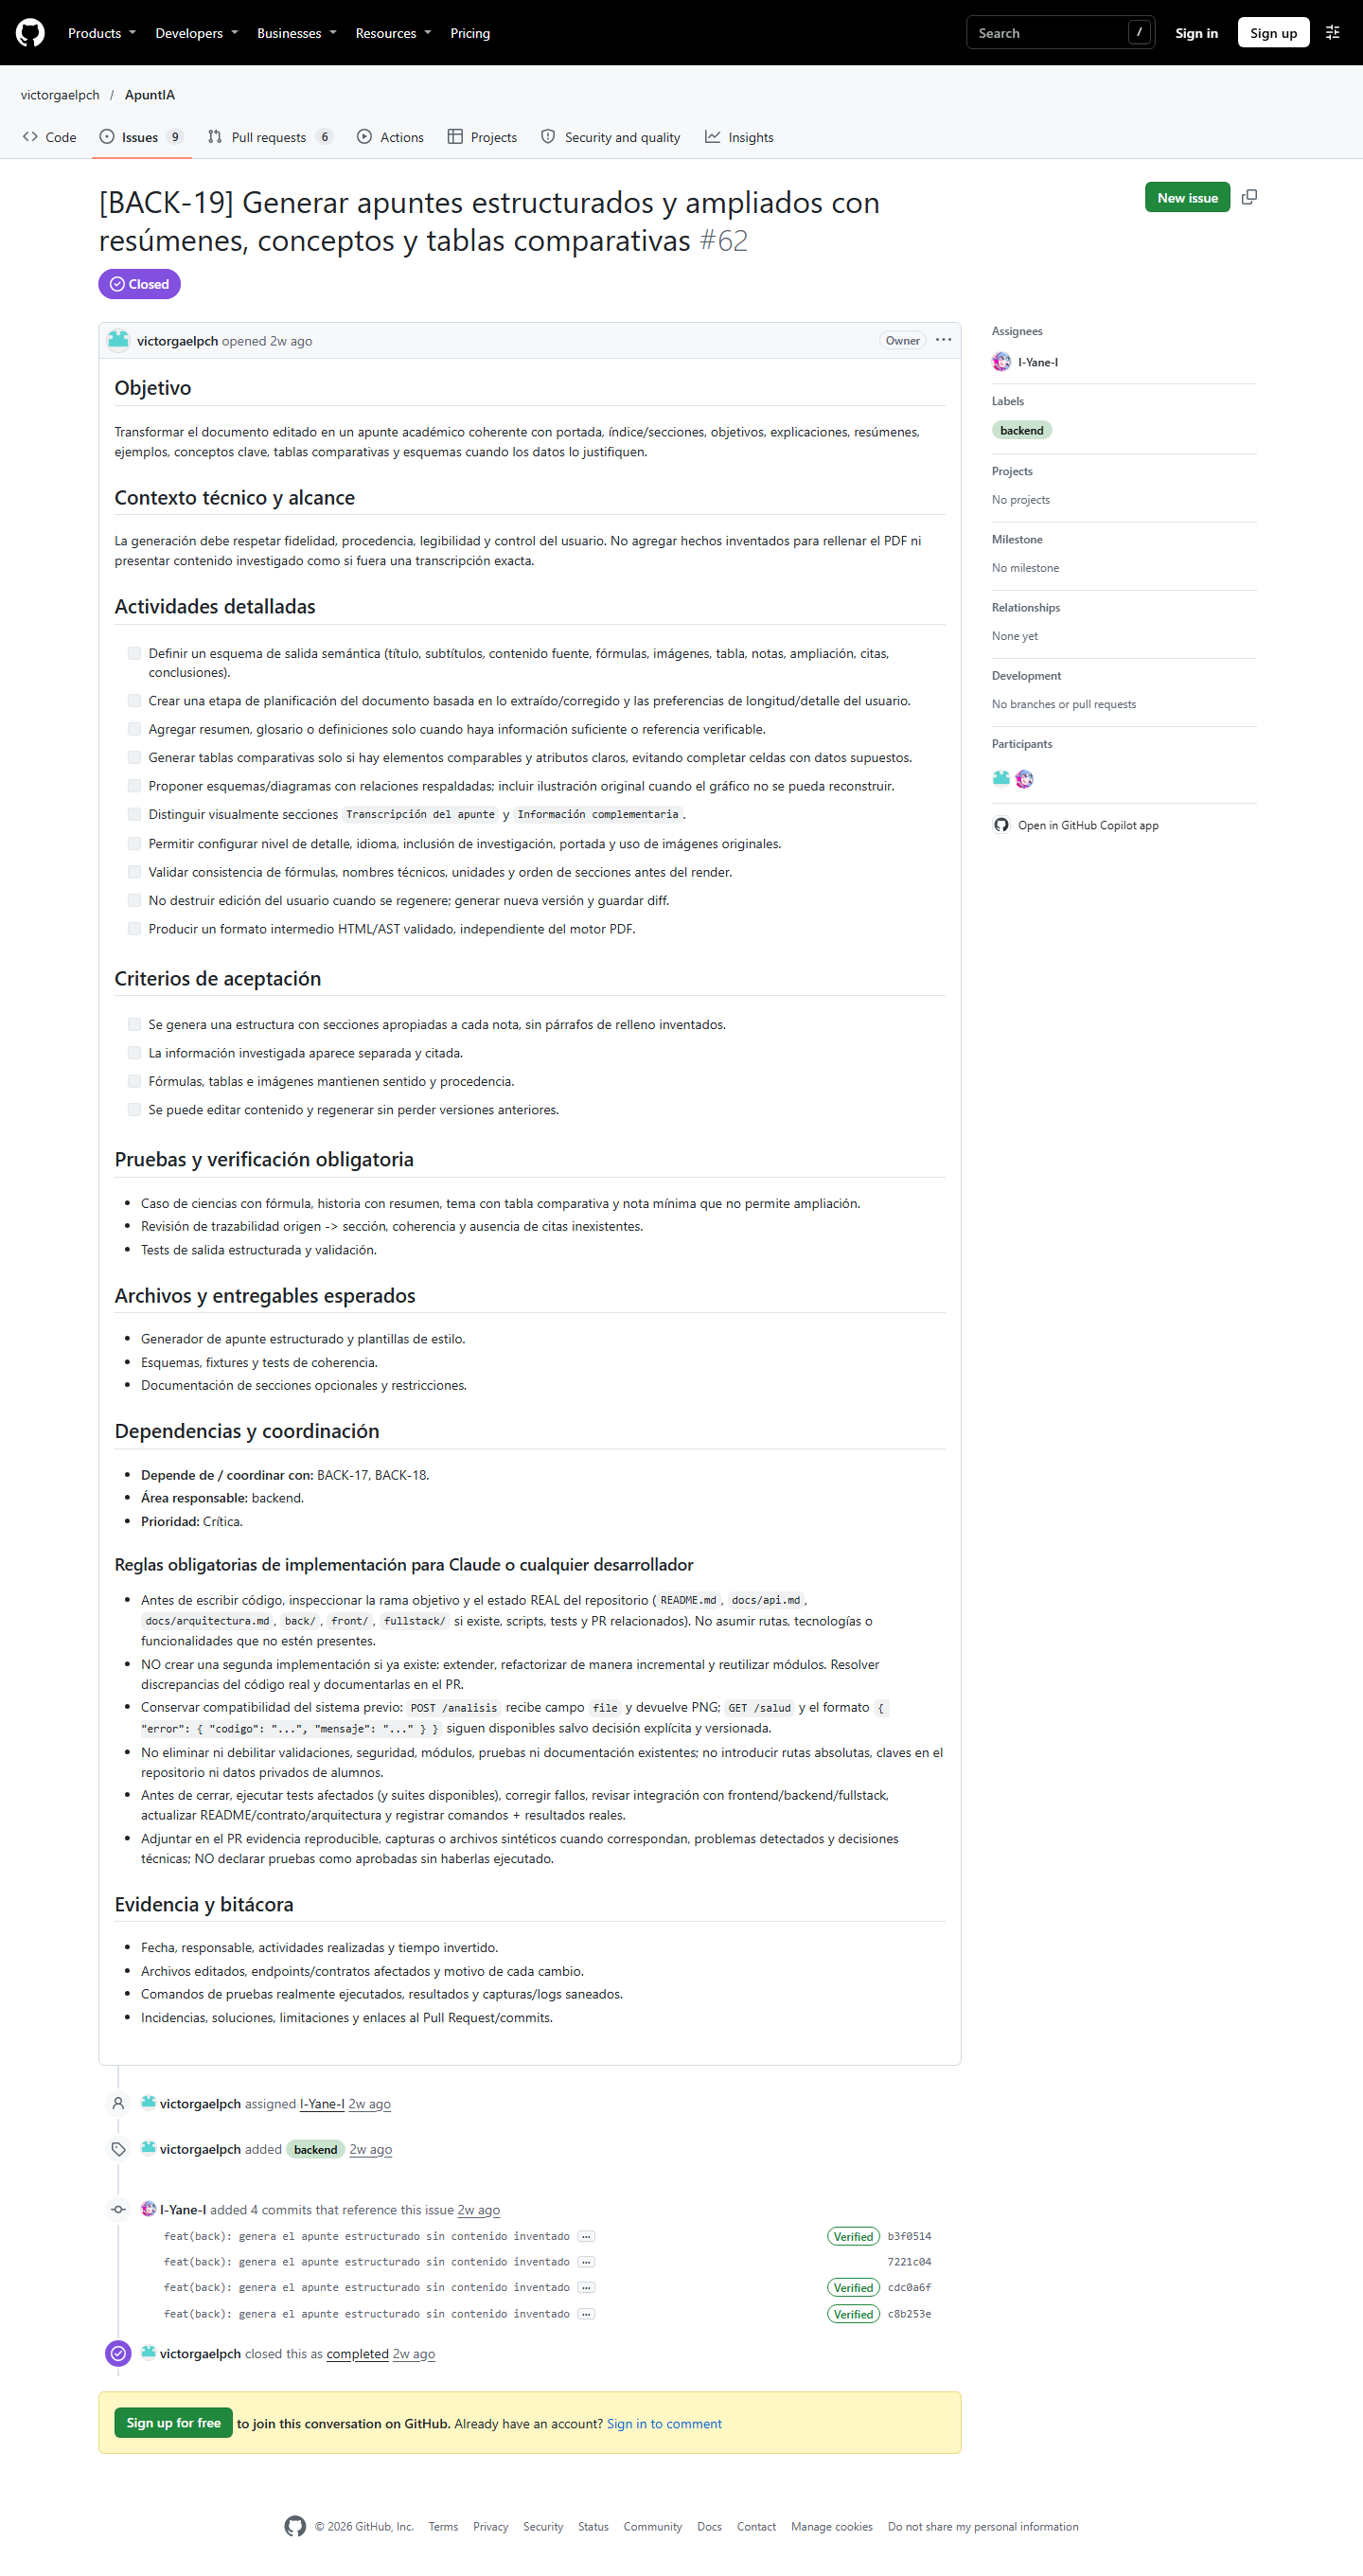 Products Developers Businesses Resources Pricing Search / Sign in Sign up
victorgaelpch / ApuntIA
Code Issues 9 Pull requests 6 Actions Projects Security and quality Insights
[BACK-19] Generar apuntes estructurados y ampliados con
resúmenes, conceptos y tablas comparativas #62
New issue
Closed
victorgaelpch opened 2w ago Owner
Objetivo
Transformar el documento editado en un apunte académico coherente con portada, índice/secciones, objetivos, explicaciones, resúmenes,
ejemplos, conceptos clave, tablas comparativas y esquemas cuando los datos lo justifiquen.
Contexto técnico y alcance
La generación debe respetar fidelidad, procedencia, legibilidad y control del usuario. No agregar hechos inventados para rellenar el PDF ni
presentar contenido investigado como si fuera una transcripción exacta.
Actividades detalladas
Definir un esquema de salida semántica (título, subtítulos, contenido fuente, fórmulas, imágenes, tabla, notas, ampliación, citas,
conclusiones).
Crear una etapa de planificación del documento basada en lo extraído/corregido y las preferencias de longitud/detalle del usuario.
Agregar resumen, glosario o definiciones solo cuando haya información suficiente o referencia verificable.
Generar tablas comparativas solo si hay elementos comparables y atributos claros, evitando completar celdas con datos supuestos.
Proponer esquemas/diagramas con relaciones respaldadas; incluir ilustración original cuando el gráfico no se pueda reconstruir.
Distinguir visualmente secciones Transcripción del apunte y Información complementaria.
Permitir configurar nivel de detalle, idioma, inclusión de investigación, portada y uso de imágenes originales.
Validar consistencia de fórmulas, nombres técnicos, unidades y orden de secciones antes del render.
No destruir edición del usuario cuando se regenere; generar nueva versión y guardar diff.
Producir un formato intermedio HTML/AST validado, independiente del motor PDF.
Criterios de aceptación
Se genera una estructura con secciones apropiadas a cada nota, sin párrafos de relleno inventados.
La información investigada aparece separada y citada.
Fórmulas, tablas e imágenes mantienen sentido y procedencia.
Se puede editar contenido y regenerar sin perder versiones anteriores.
Pruebas y verificación obligatoria
Caso de ciencias con fórmula, historia con resumen, tema con tabla comparativa y nota mínima que no permite ampliación.
Revisión de trazabilidad origen -> sección, coherencia y ausencia de citas inexistentes.
Tests de salida estructurada y validación.
Archivos y entregables esperados
Generador de apunte estructurado y plantillas de estilo.
Esquemas, fixtures y tests de coherencia.
Documentación de secciones opcionales y restricciones.
Dependencias y coordinación
Depende de / coordinar con: BACK-17, BACK-18.
Área responsable: backend.
Prioridad: Crítica.
Reglas obligatorias de implementación para Claude o cualquier desarrollador
Antes de escribir código, inspeccionar la rama objetivo y el estado REAL del repositorio ( README.md , docs/api.md ,
docs/arquitectura.md , back/ , front/ , fullstack/ si existe, scripts, tests y PR relacionados). No asumir rutas, tecnologías o
funcionalidades que no estén presentes.
NO crear una segunda implementación si ya existe: extender, refactorizar de manera incremental y reutilizar módulos. Resolver
discrepancias del código real y documentarlas en el PR.
Conservar compatibilidad del sistema previo: POST /analisis recibe campo file y devuelve PNG; GET /salud y el formato {
"error": { "codigo": "...", "mensaje": "..." } } siguen disponibles salvo decisión explícita y versionada.
No eliminar ni debilitar validaciones, seguridad, módulos, pruebas ni documentación existentes; no introducir rutas absolutas, claves en el
repositorio ni datos privados de alumnos.
Antes de cerrar, ejecutar tests afectados (y suites disponibles), corregir fallos, revisar integración con frontend/backend/fullstack,
actualizar README/contrato/arquitectura y registrar comandos + resultados reales.
Adjuntar en el PR evidencia reproducible, capturas o archivos sintéticos cuando correspondan, problemas detectados y decisiones
técnicas; NO declarar pruebas como aprobadas sin haberlas ejecutado.
Evidencia y bitácora
Fecha, responsable, actividades realizadas y tiempo invertido.
Archivos editados, endpoints/contratos afectados y motivo de cada cambio.
Comandos de pruebas realmente ejecutados, resultados y capturas/logs saneados.
Incidencias, soluciones, limitaciones y enlaces al Pull Request/commits.
Assignees
I-Yane-I
Labels
backend
Projects
No projects
Milestone
No milestone
Relationships
None yet
Development
No branches or pull requests
Participants
Open in GitHub Copilot app
victorgaelpch assigned I-Yane-I 2w ago
victorgaelpch added backend 2w ago
I-Yane-I added 4 commits that reference this issue 2w ago
feat(back): genera el apunte estructurado sin contenido inventado ... Verified b3f0514
feat(back): genera el apunte estructurado sin contenido inventado ... 7221c04
feat(back): genera el apunte estructurado sin contenido inventado ... Verified cdc0a6f
feat(back): genera el apunte estructurado sin contenido inventado ... Verified c8b253e
victorgaelpch closed this as completed 2w ago
Sign up for free to join this conversation on GitHub. Already have an account? Sign in to comment
© 2026 GitHub, Inc. Terms Privacy Security Status Community Docs Contact Manage cookies Do not share my personal information